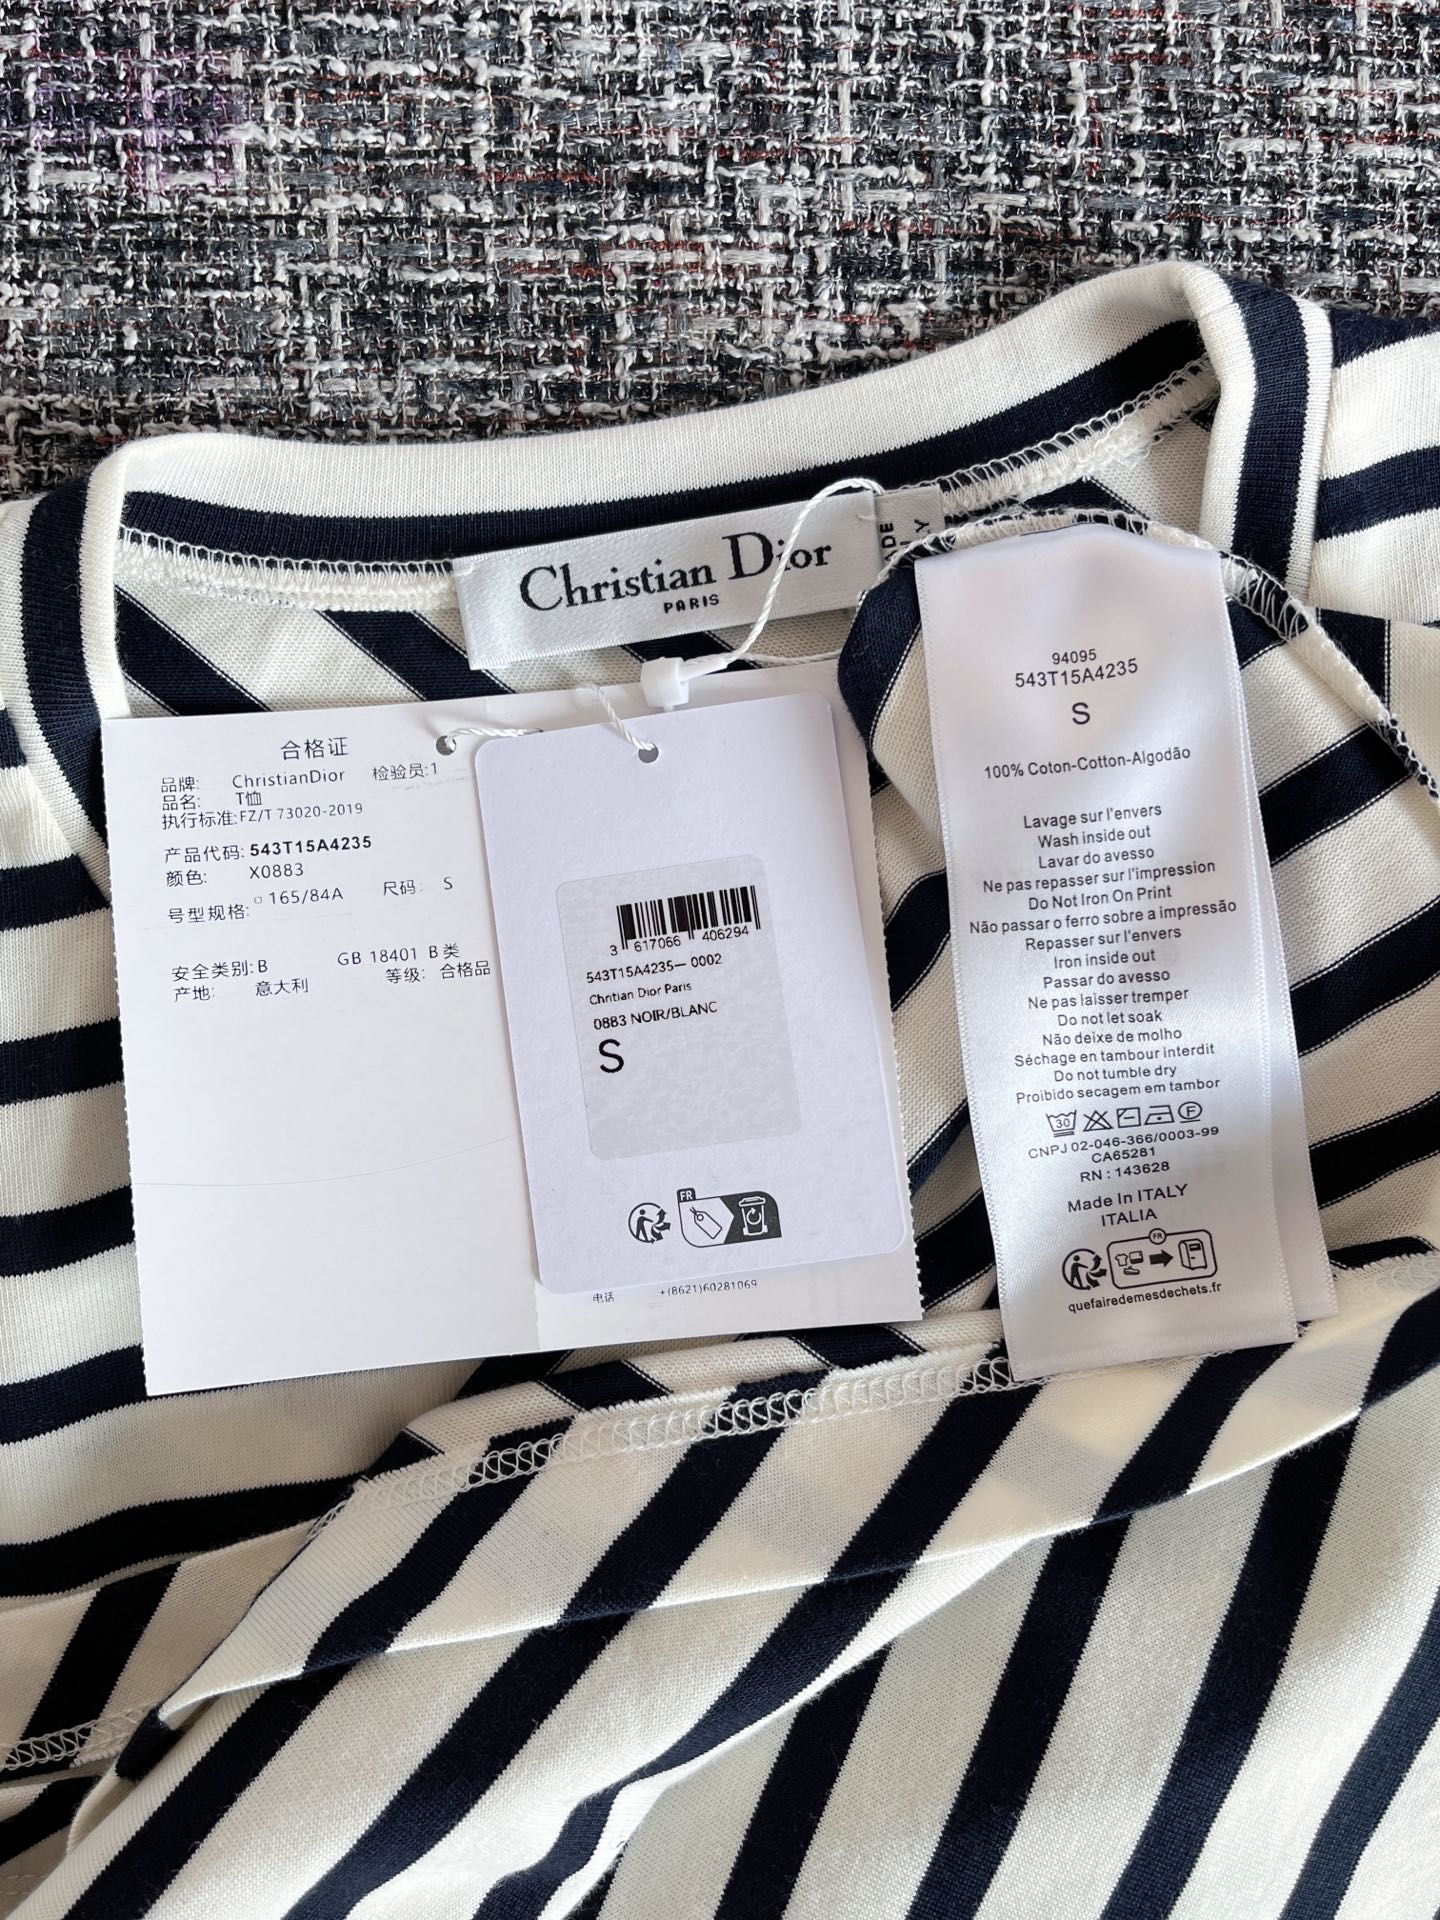 Christian Dior
PARIS
合格证
品牌: ChristianDior 检验员:1
品名: T恤
执行标准:FZ/T 73020-2019
产品代码: 543T15A4235
颜色: X0883
号型规格: □ 165/84A 尺码: S
安全类别: B GB 18401 B类
产地: 意大利 等级: 合格品
电话 +(8621)60281069
3 617066 406294
543T15A4235— 0002
Chritian Dior Paris
0883 NOIR/BLANC
S
FR
94095
543T15A4235
S
100% Coton-Cotton-Algodão
Lavage sur l'envers
Wash inside out
Lavar do avesso
Ne pas repasser sur l'impression
Do Not Iron On Print
Não passar o ferro sobre a impressão
Repasser sur l'envers
Iron inside out
Passar do avesso
Ne pas laisser tremper
Do not let soak
Não deixe de molho
Séchage en tambour interdit
Do not tumble dry
Proibido secagem em tambor
30 F
CNPJ 02-046-366/0003-99
CA65281
RN : 143628
Made In ITALY
ITALIA
FR
quefairedemesdechets.fr